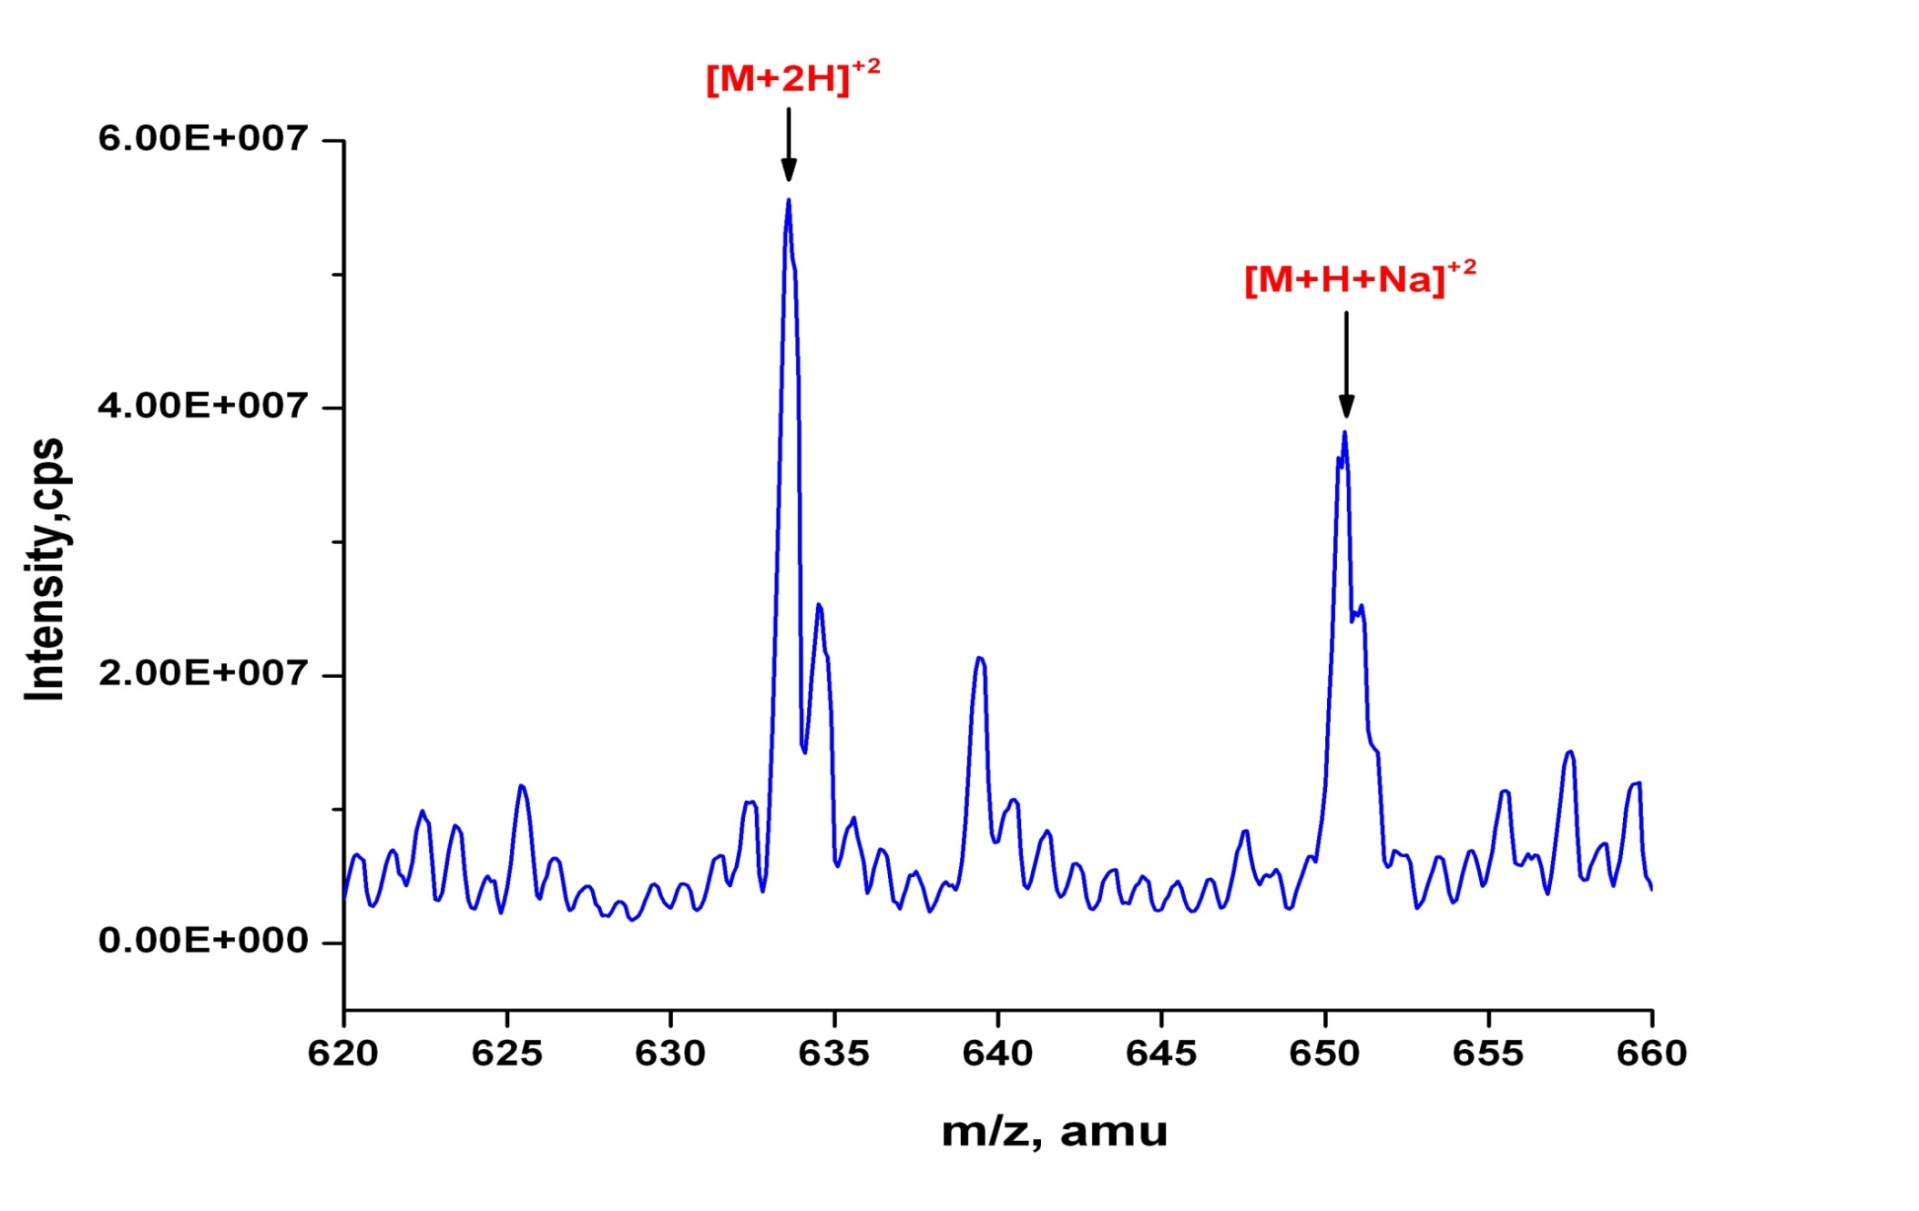 [M+2H]+2
6.00E+007
[M+H+Na]+2
4.00E+007
Intensity,cps
2.00E+007
0.00E+000
620 625 630 635 640 645 650 655 660
m/z, amu